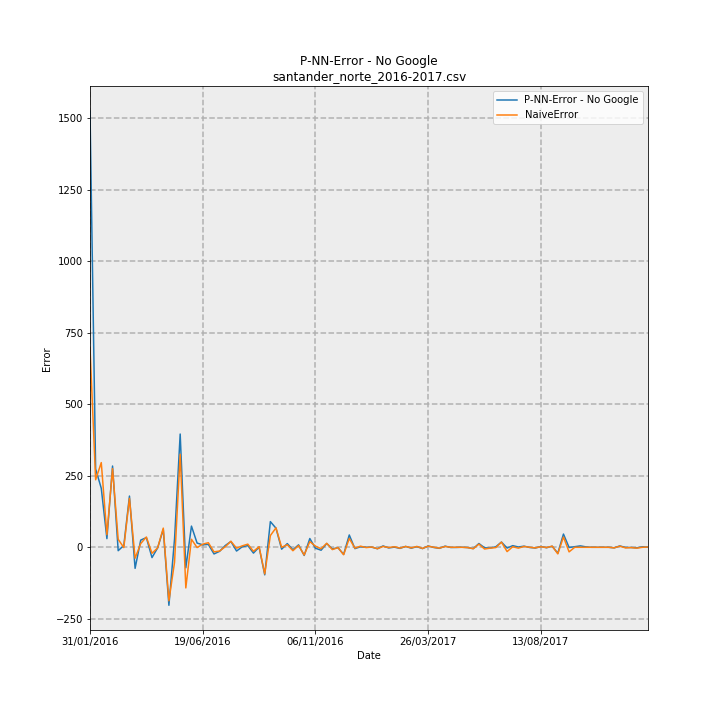 P-NN-Error - No Google
santander_norte_2016-2017.csv
P-NN-Error - No Google
NaiveError
1500
1250
1000
750
500
250
0
−250
Error
31/01/2016 19/06/2016 06/11/2016 26/03/2017 13/08/2017
Date